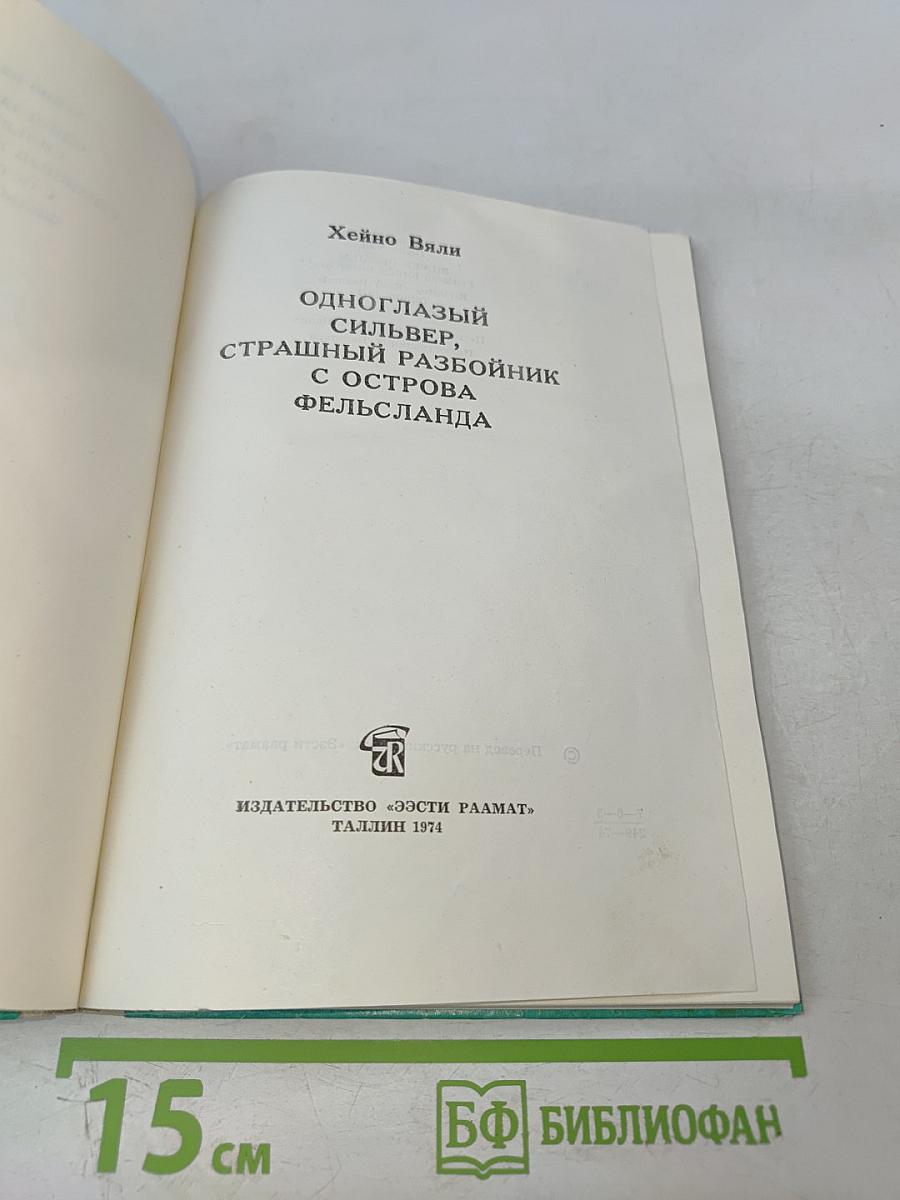 Хейно Вяли
ОДНОГЛАЗЫЙ
СИЛЬВЕР,
СТРАШНЫЙ РАЗБОЙНИК
С ОСТРОВА
ФЕЛЬСЛАНДА
ИЗДАТЕЛЬСТВО «ЭЭСТИ РААМАТ»
ТАЛЛИН 1974
15 см
БФ БИБЛИОФАН